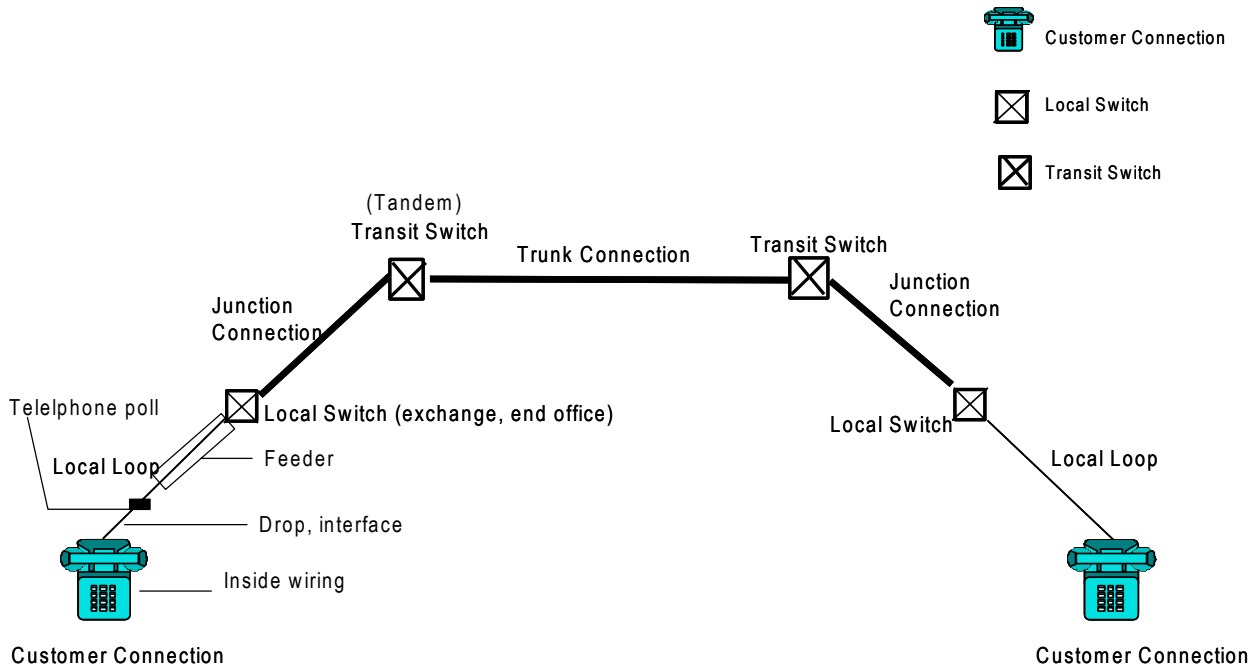 Customer Connection
Local Switch
Transit Switch
(Tandem)
Transit Switch
Trunk Connection
Transit Switch
Junction
Connection
Junction
Connection
Telelphone poll
Local Switch (exchange, end office)
Local Switch
Local Loop
Feeder
Local Loop
Drop, interface
Inside wiring
Customer Connection
Customer Connection